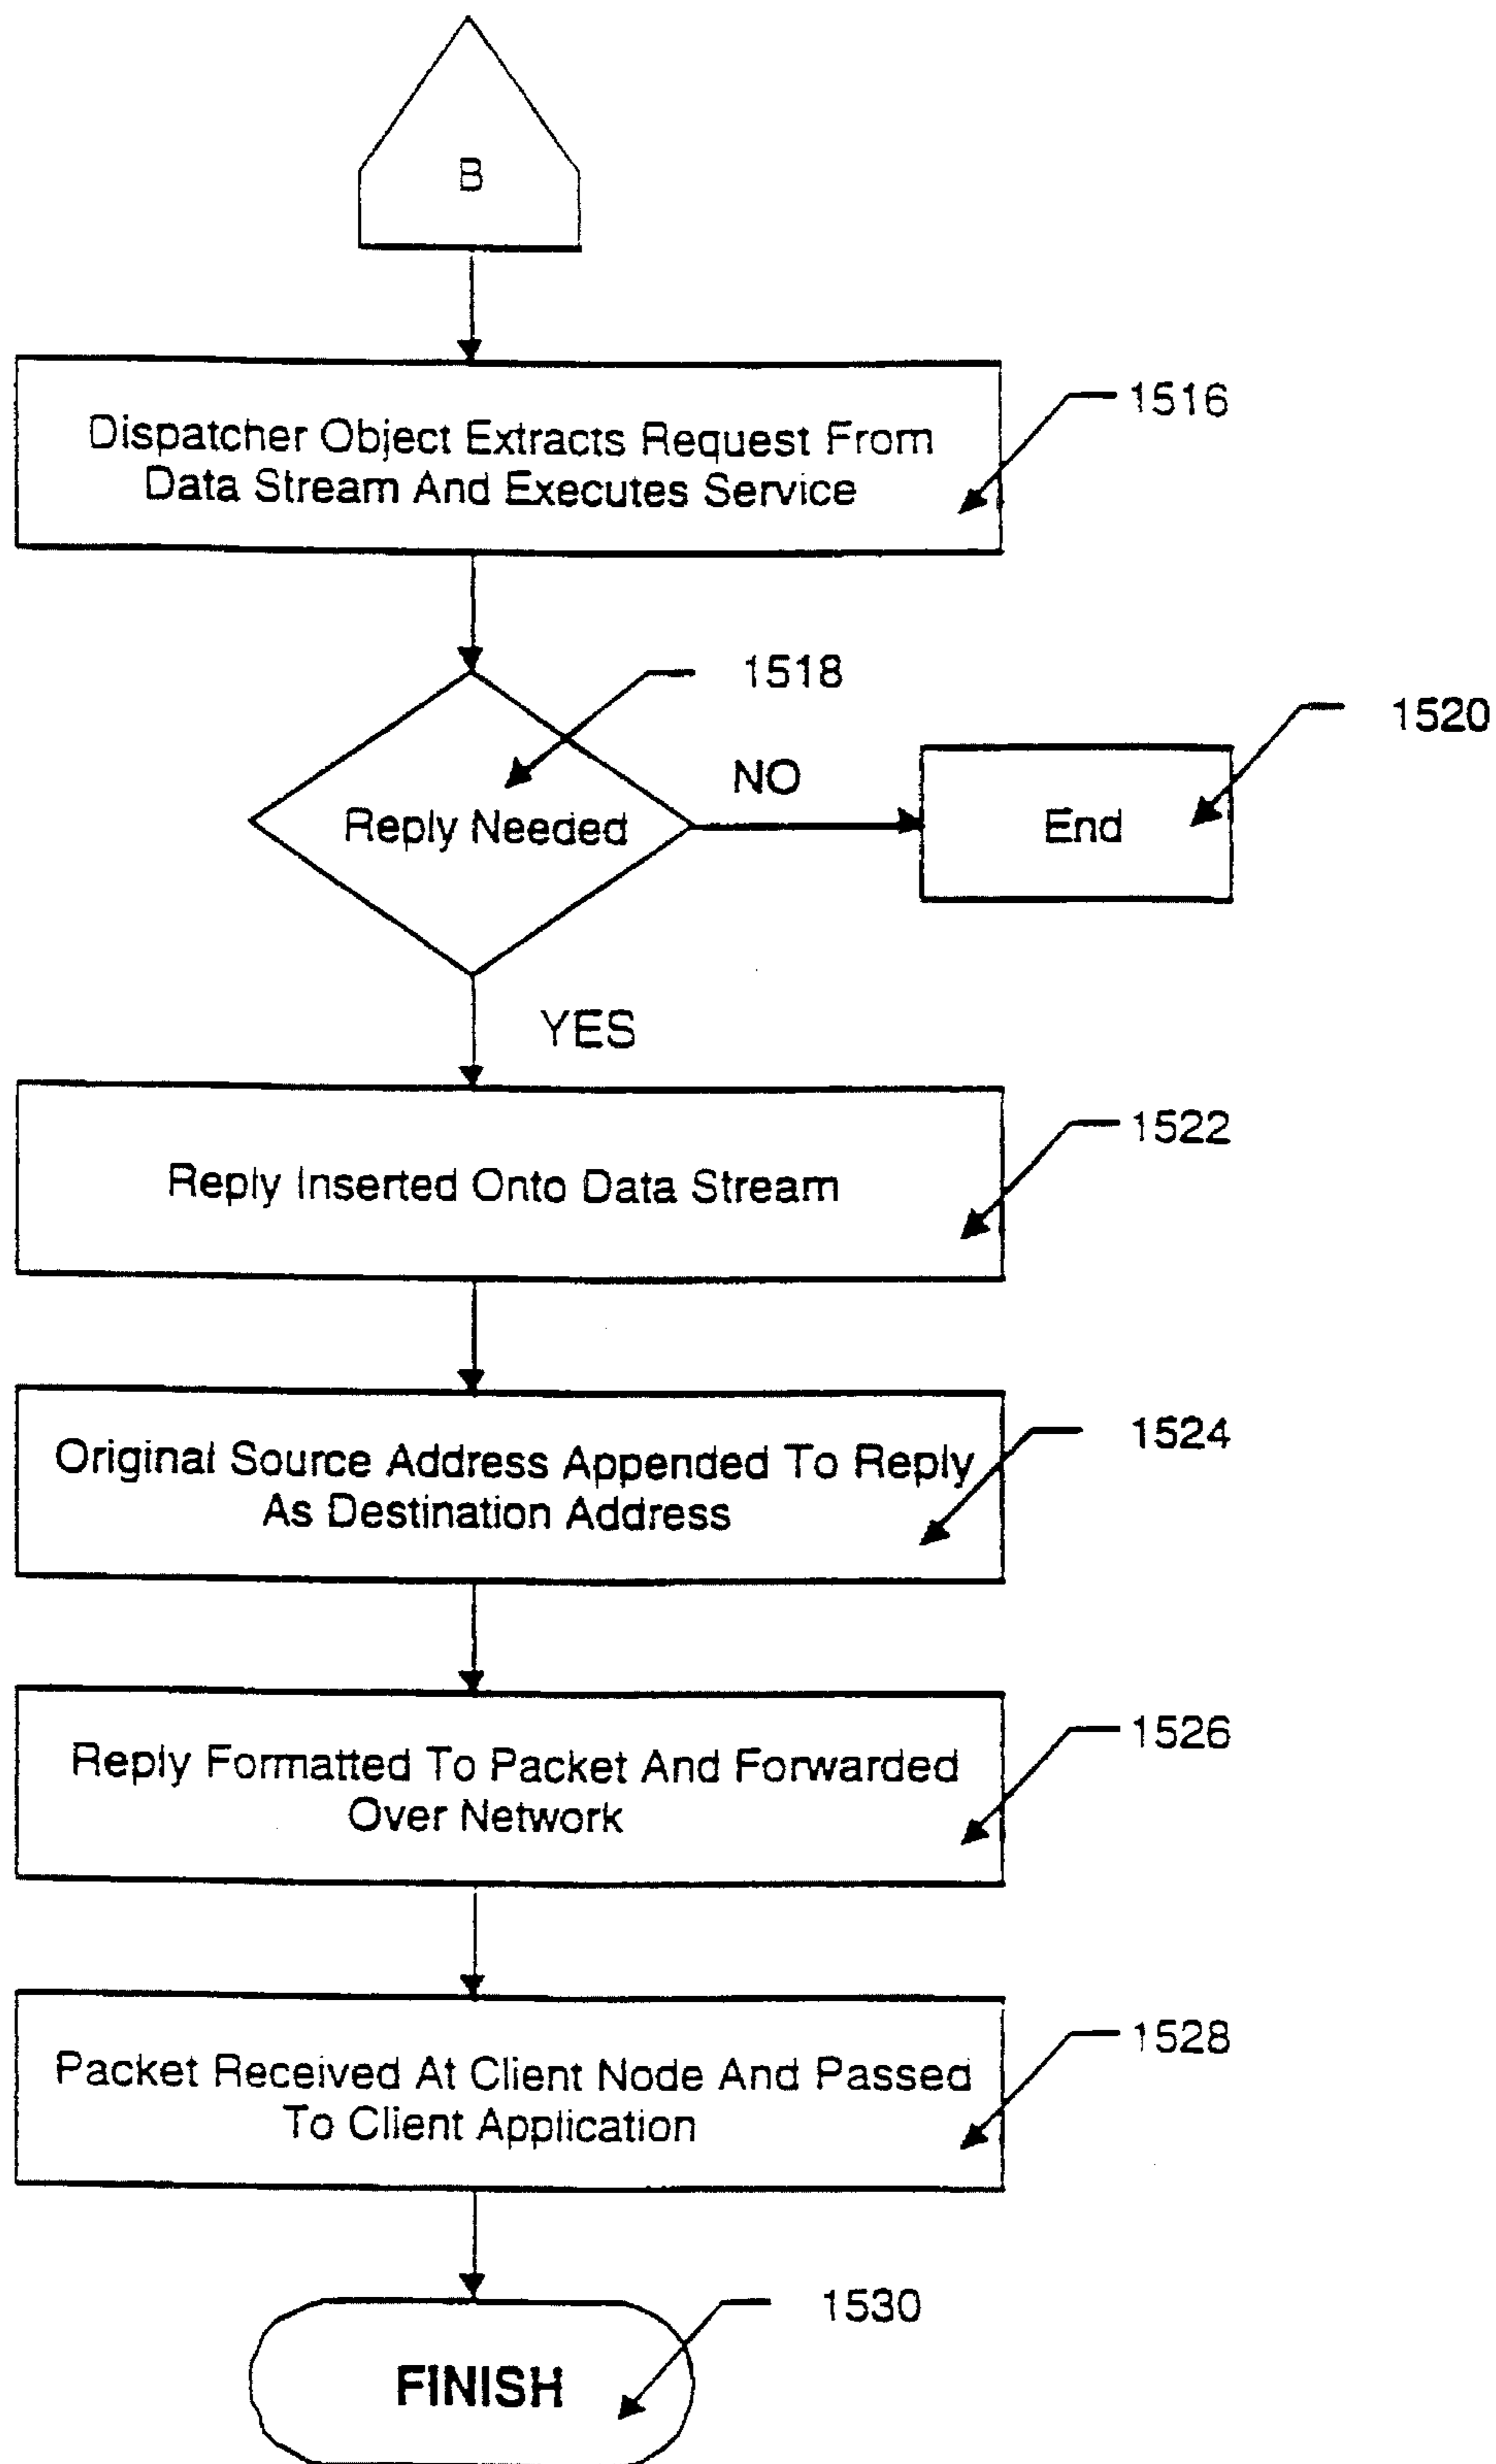 B
Dispatcher Object Extracts Request From
Data Stream And Executes Service
1516
1518
Reply Needed
NO
End
1520
YES
Reply Inserted Onto Data Stream
1522
Original Source Address Appended To Reply
As Destination Address
1524
Reply Formatted To Packet And Forwarded
Over Network
1526
Packet Received At Client Node And Passed
To Client Application
1528
FINISH
1530